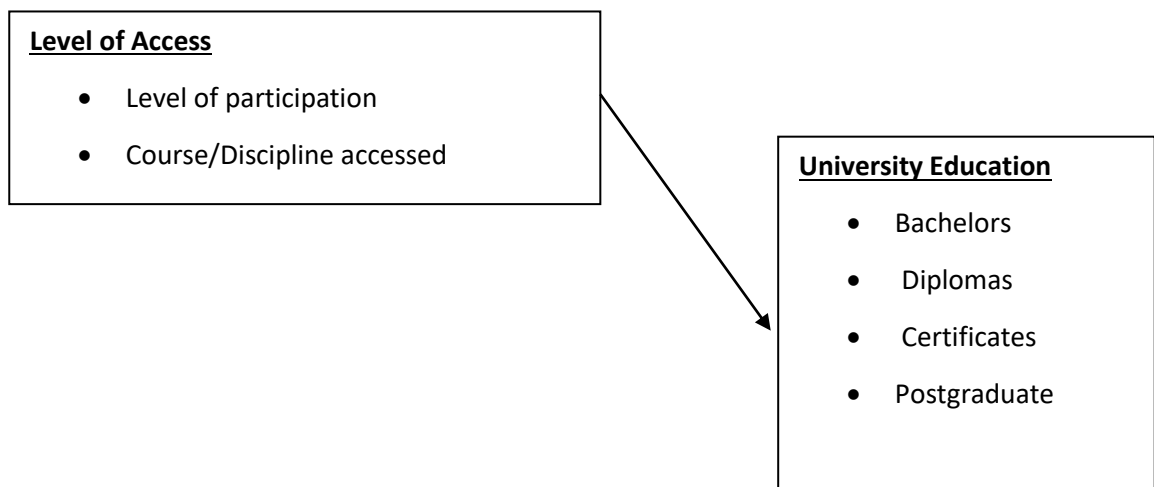 Level of Access
• Level of participation
• Course/Discipline accessed
University Education
• Bachelors
• Diplomas
• Certificates
• Postgraduate